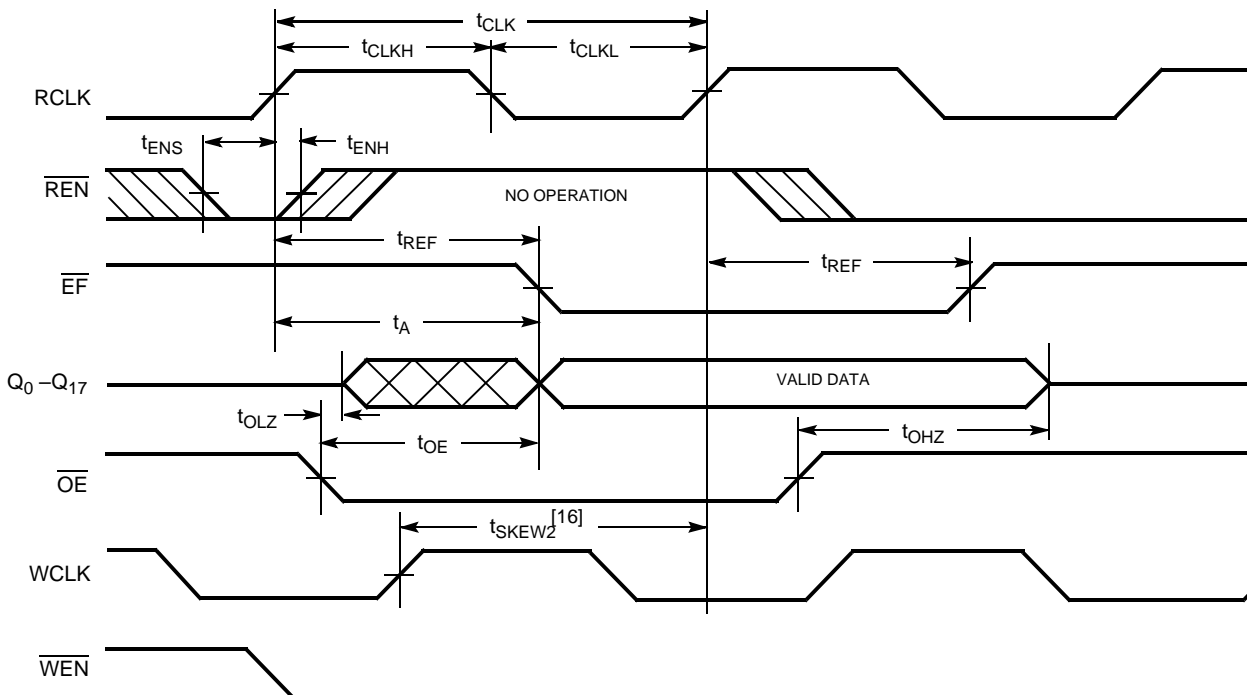 tCLK
tCLKH tCLKL
RCLK
tENS tENH
REN NO OPERATION
tREF
tREF
EF
tA
Q0 –Q17 VALID DATA
tOLZ
tOE tOHZ
OE
tSKEW2[16]
WCLK
WEN